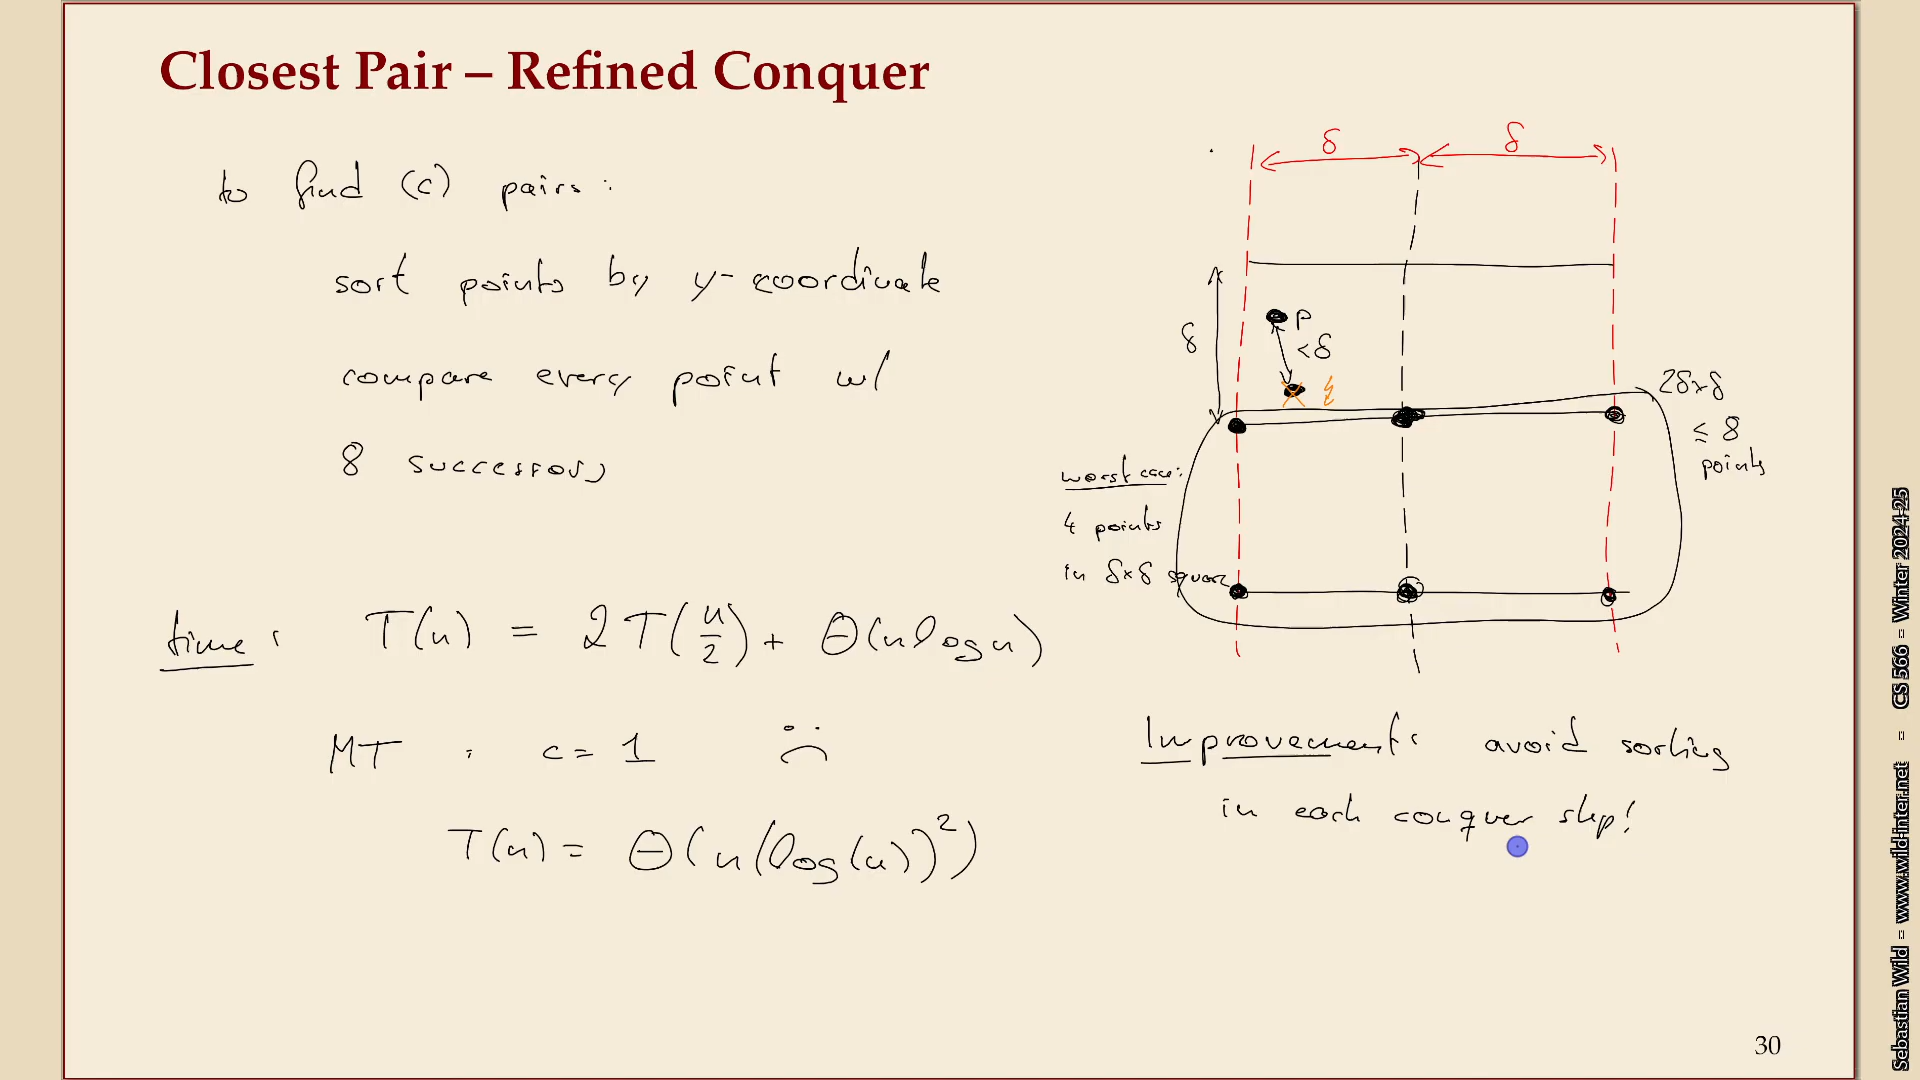 Closest Pair – Refined Conquer
to find (c) pairs:
sort points by y-coordinate
compare every point w/
8 successors
time: T(n) = 2T(n/2) + Θ(n log n)
MT : c = 1 ☹
T(n) = Θ(n(log(n))²)
δ δ
δ
P
<δ
2δ×δ
≤ 8
points
worst case:
4 points
in δ×δ square
Improvement: avoid sorting
in each conquer step!
30
Sebastian Wild – www.wild-inter.net – CS 566 – Winter 2024-25